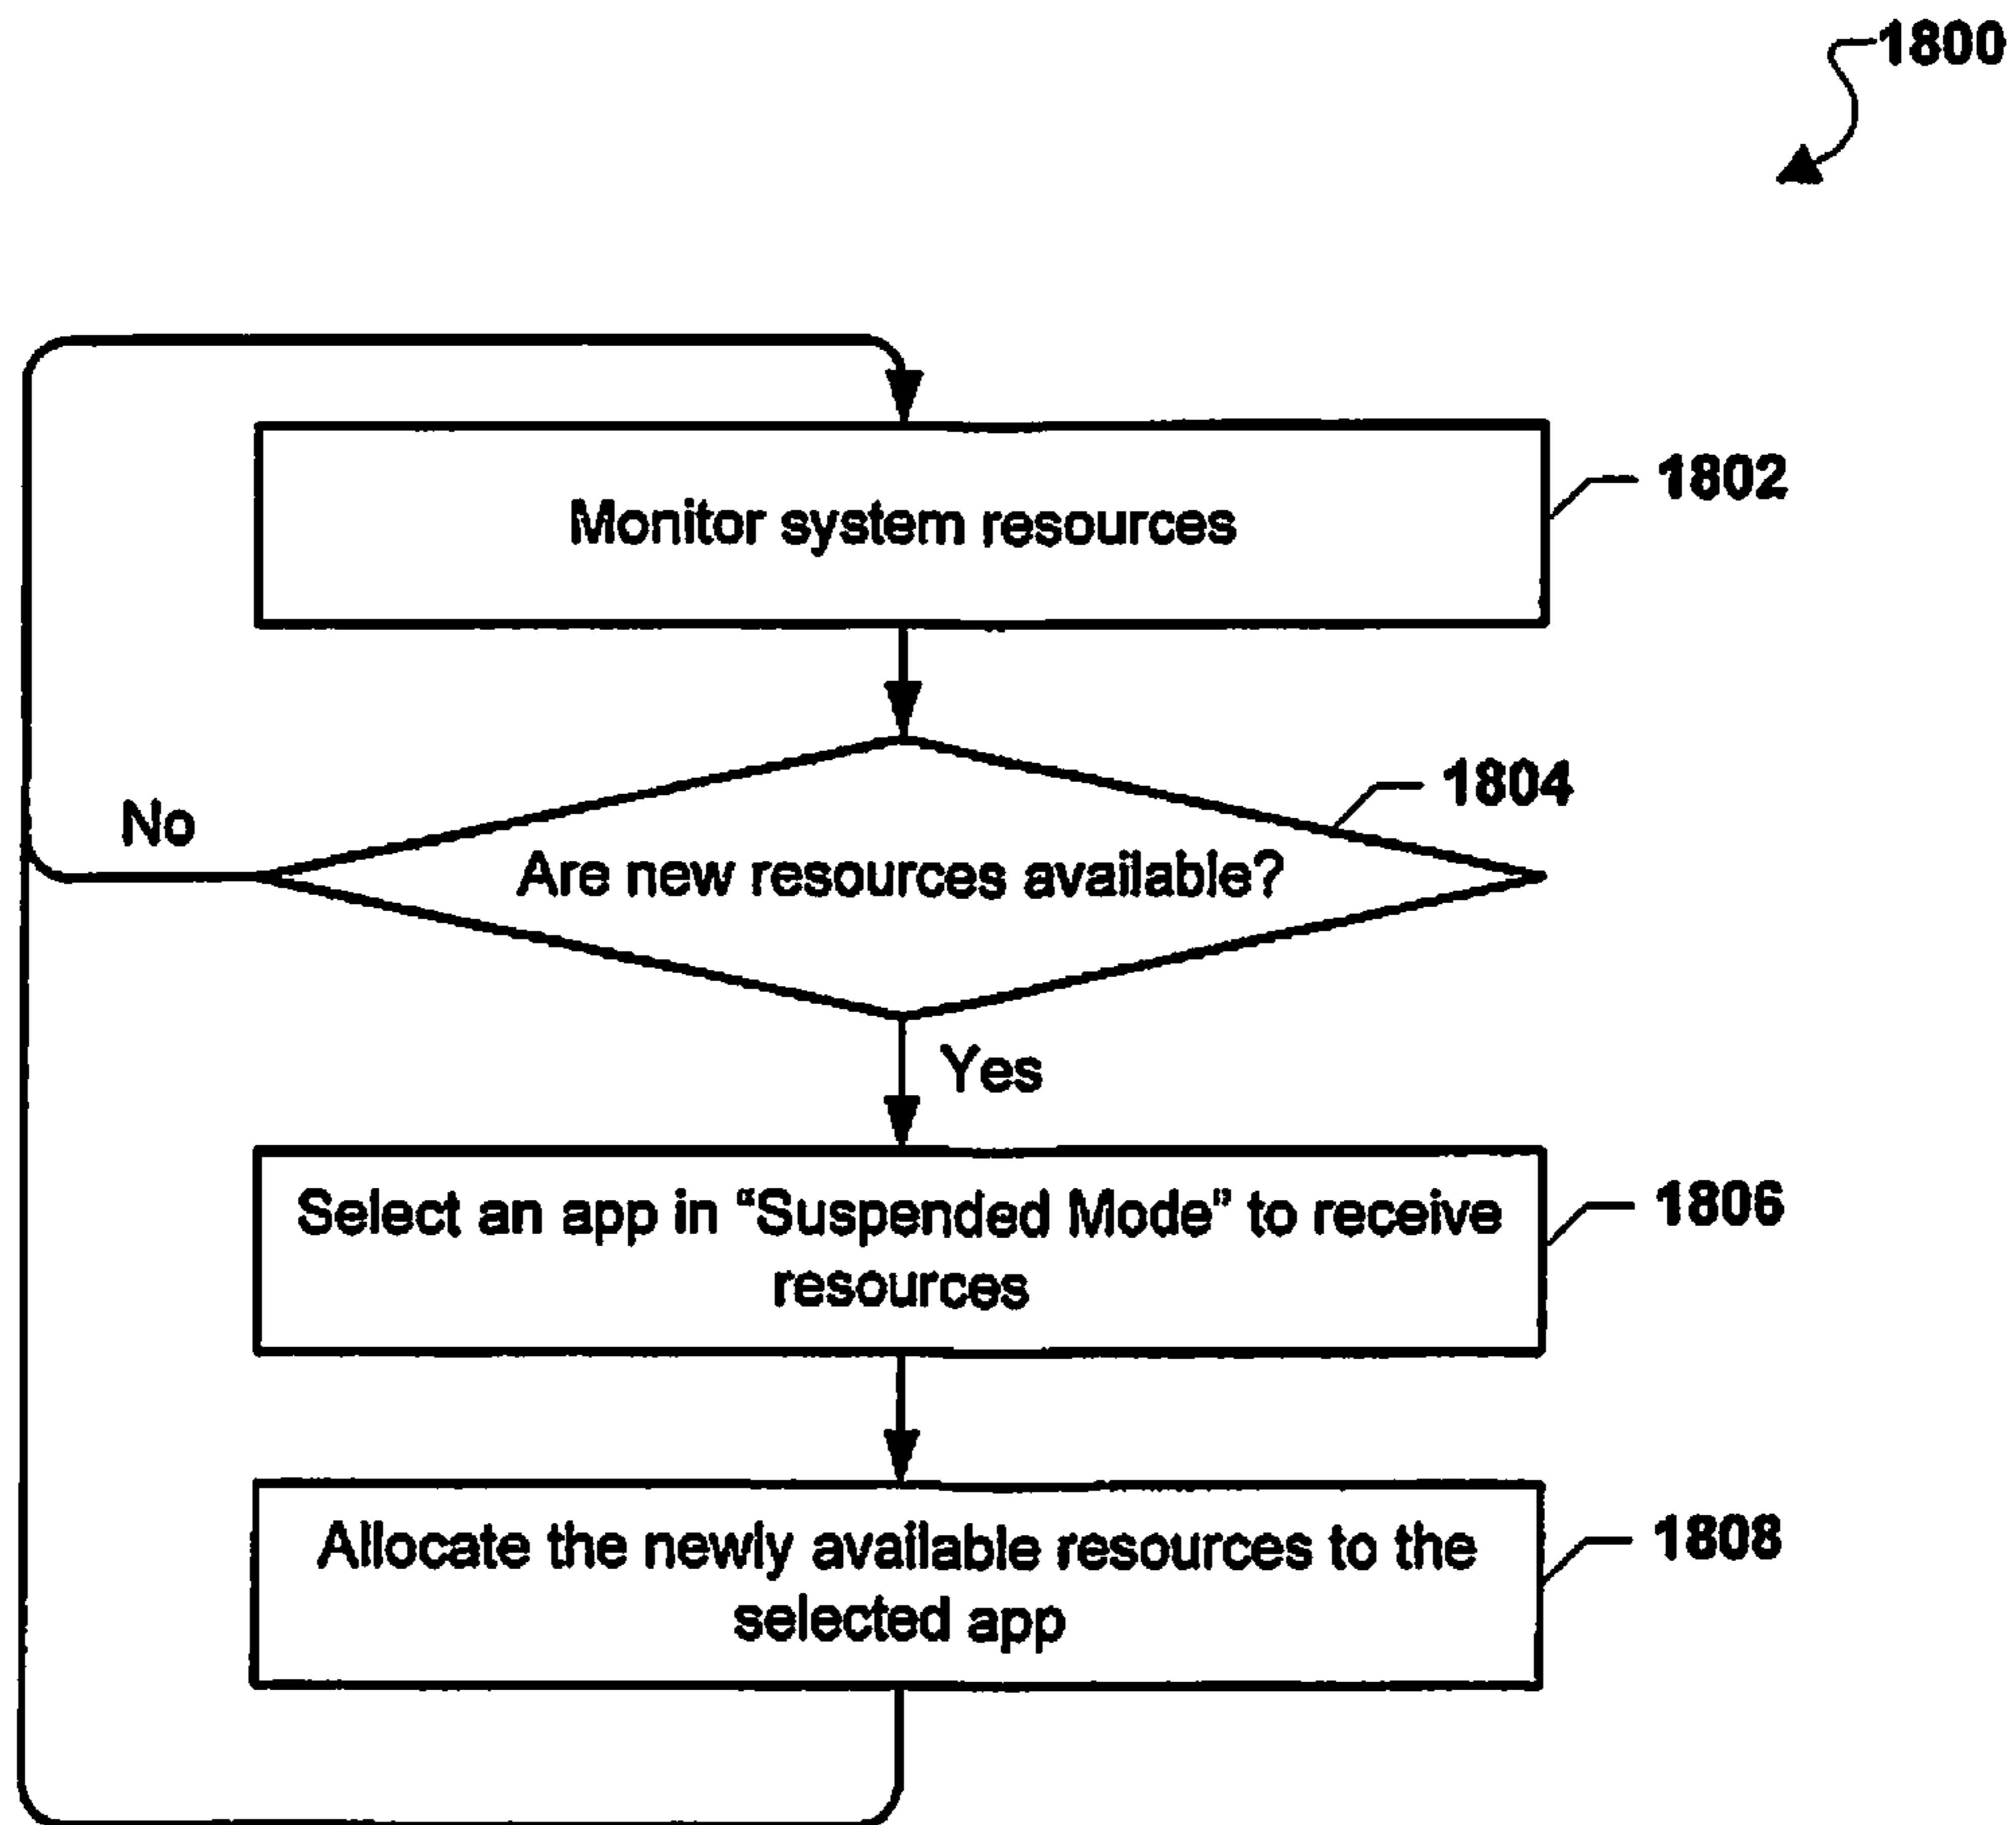 1800
Monitor system resources
1802
1804
No
Are new resources available?
Yes
Select an app in “Suspended Mode” to receive
resources
1806
Allocate the newly available resources to the
selected app
1808